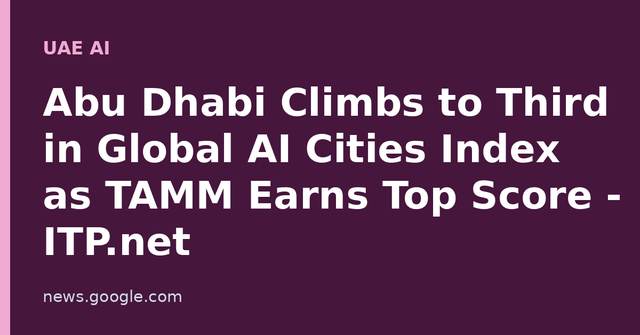 UAE AI
Abu Dhabi Climbs to Third
in Global AI Cities Index
as TAMM Earns Top Score -
ITP.net
news.google.com